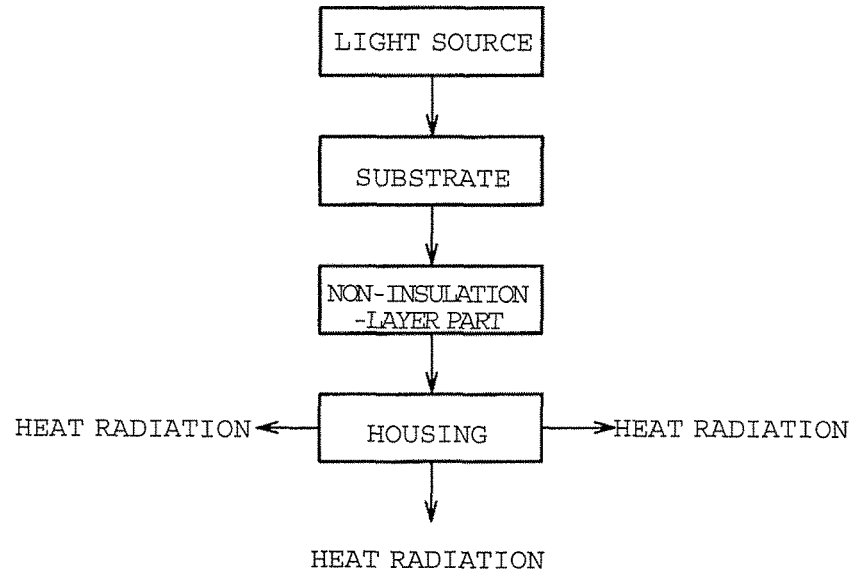 LIGHT SOURCE
SUBSTRATE
NON-INSULATION
-LAYER PART
HEAT RADIATION
HOUSING
HEAT RADIATION
HEAT RADIATION